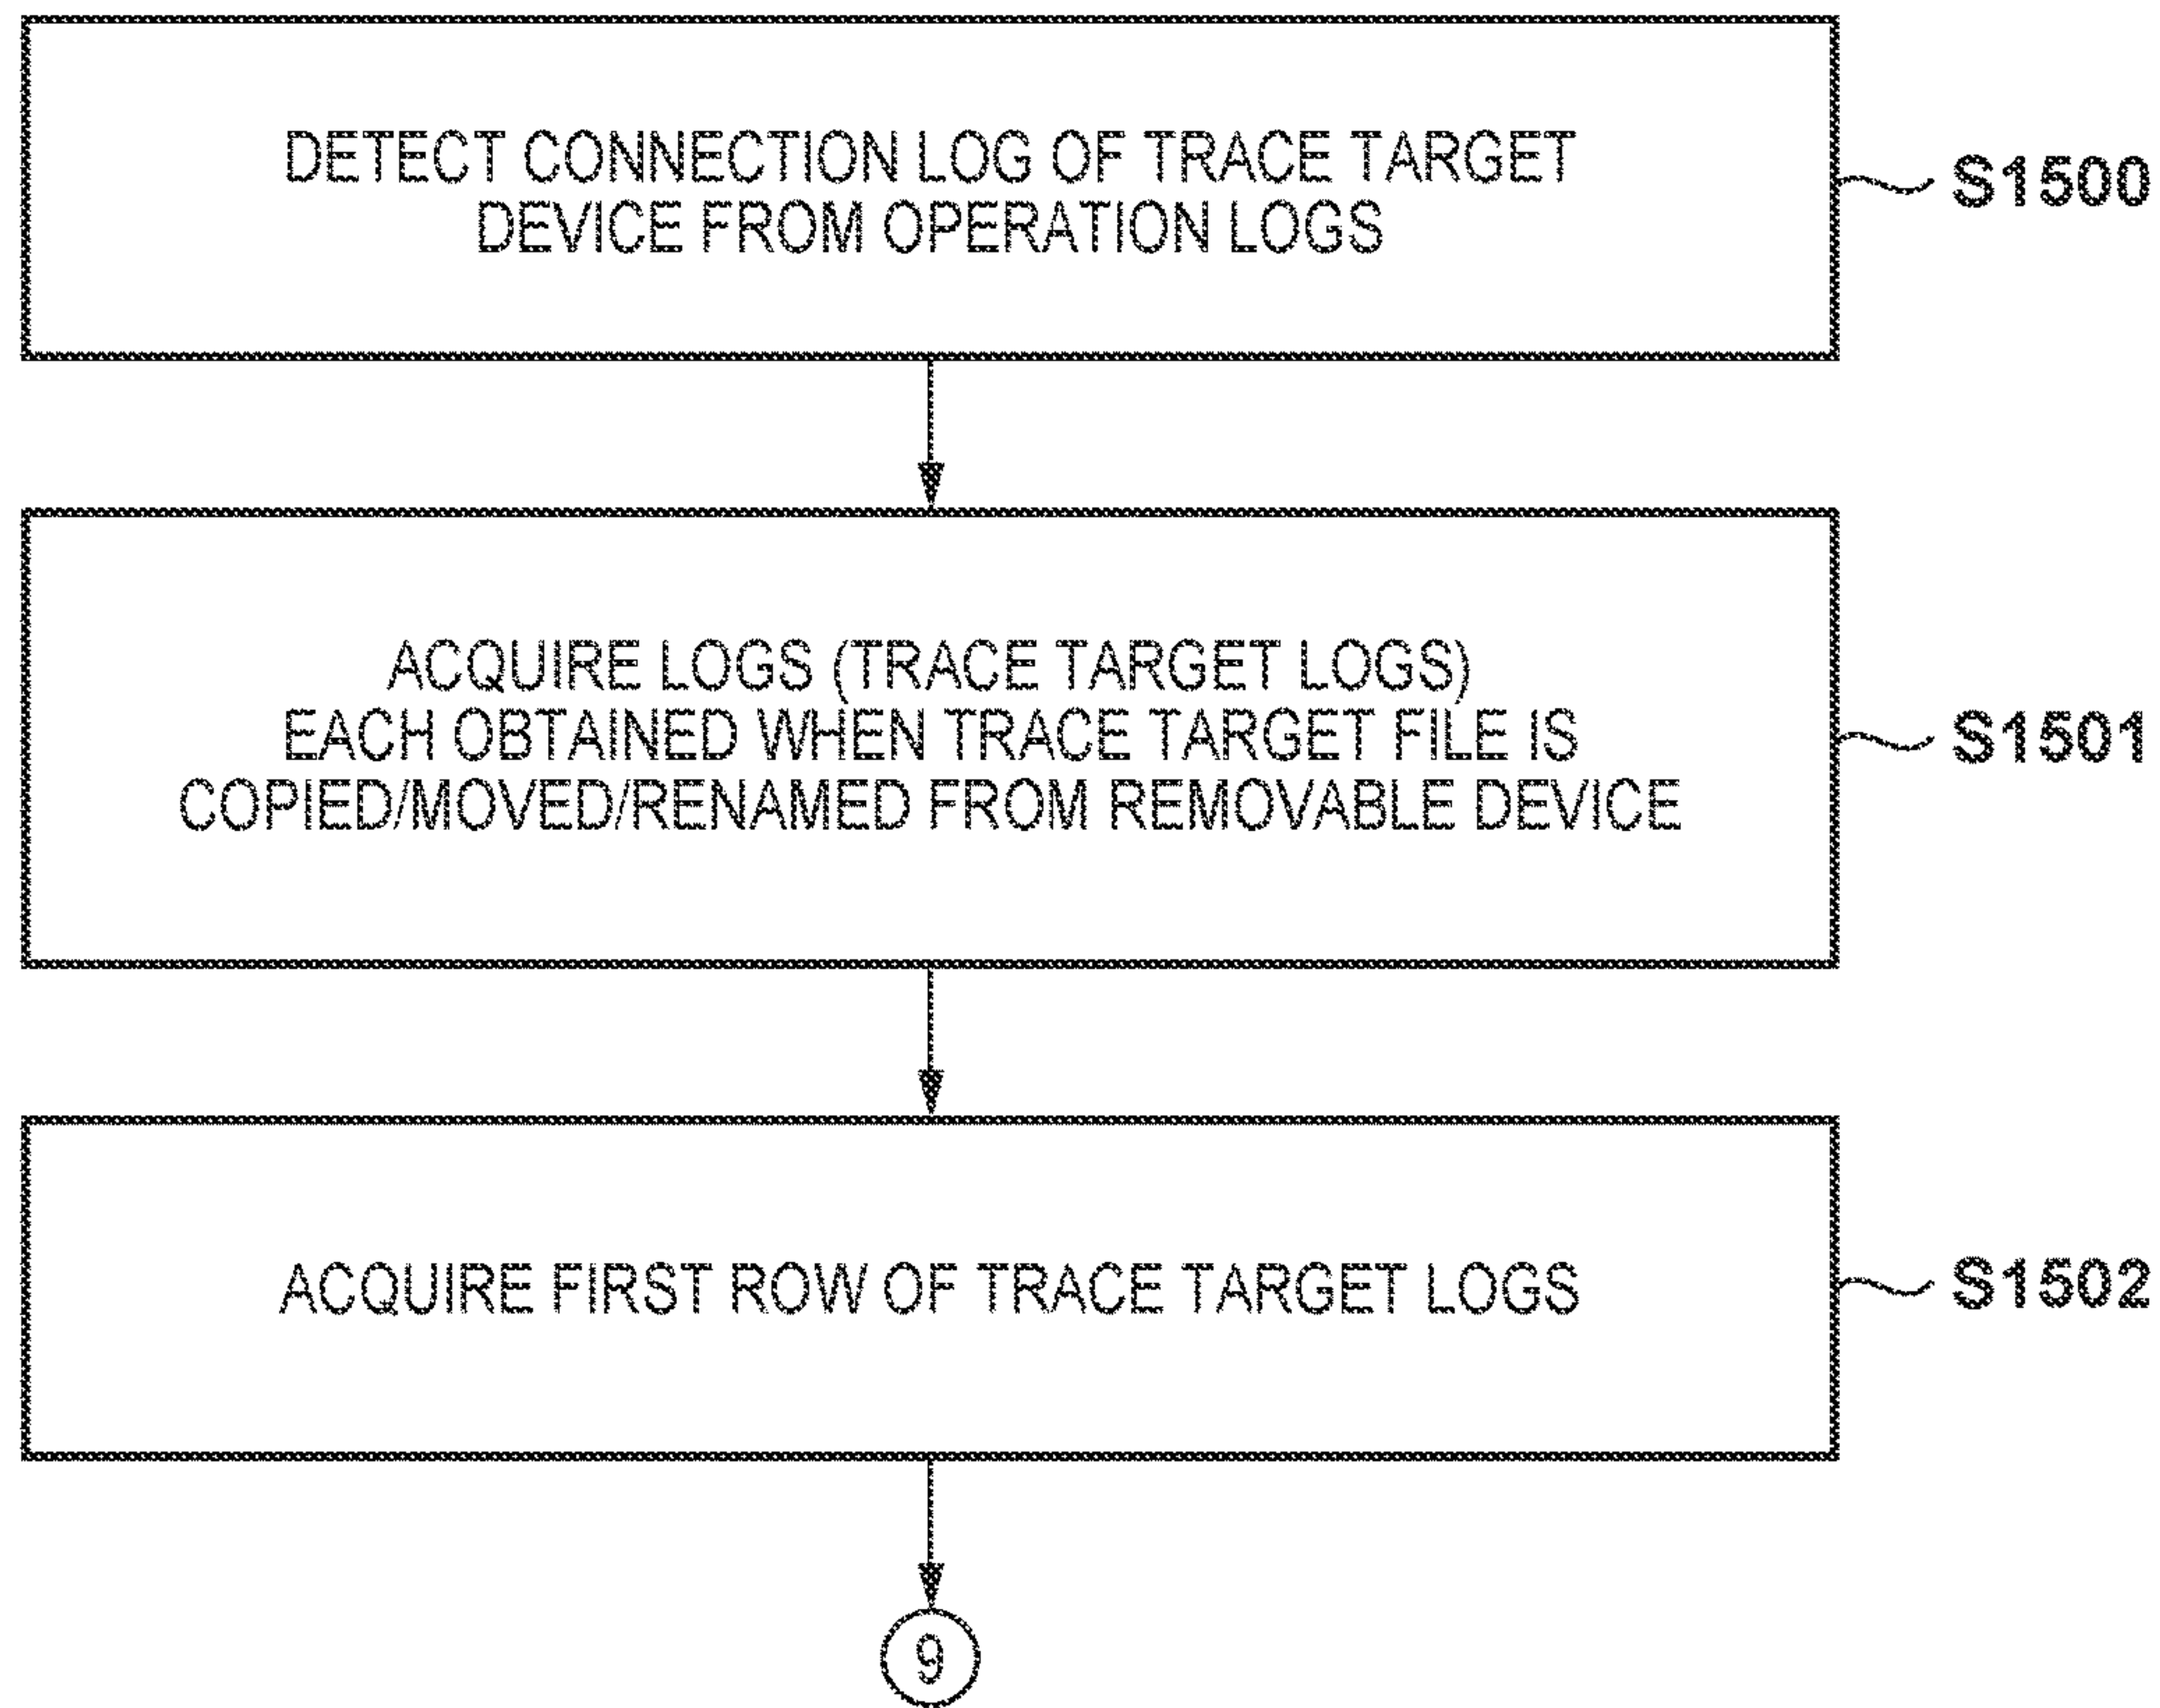 DETECT CONNECTION LOG OF TRACE TARGET
DEVICE FROM OPERATION LOGS
S1500
ACQUIRE LOGS (TRACE TARGET LOGS)
EACH OBTAINED WHEN TRACE TARGET FILE IS
COPIED/MOVED/RENAMED FROM REMOVABLE DEVICE
S1501
ACQUIRE FIRST ROW OF TRACE TARGET LOGS
S1502
9